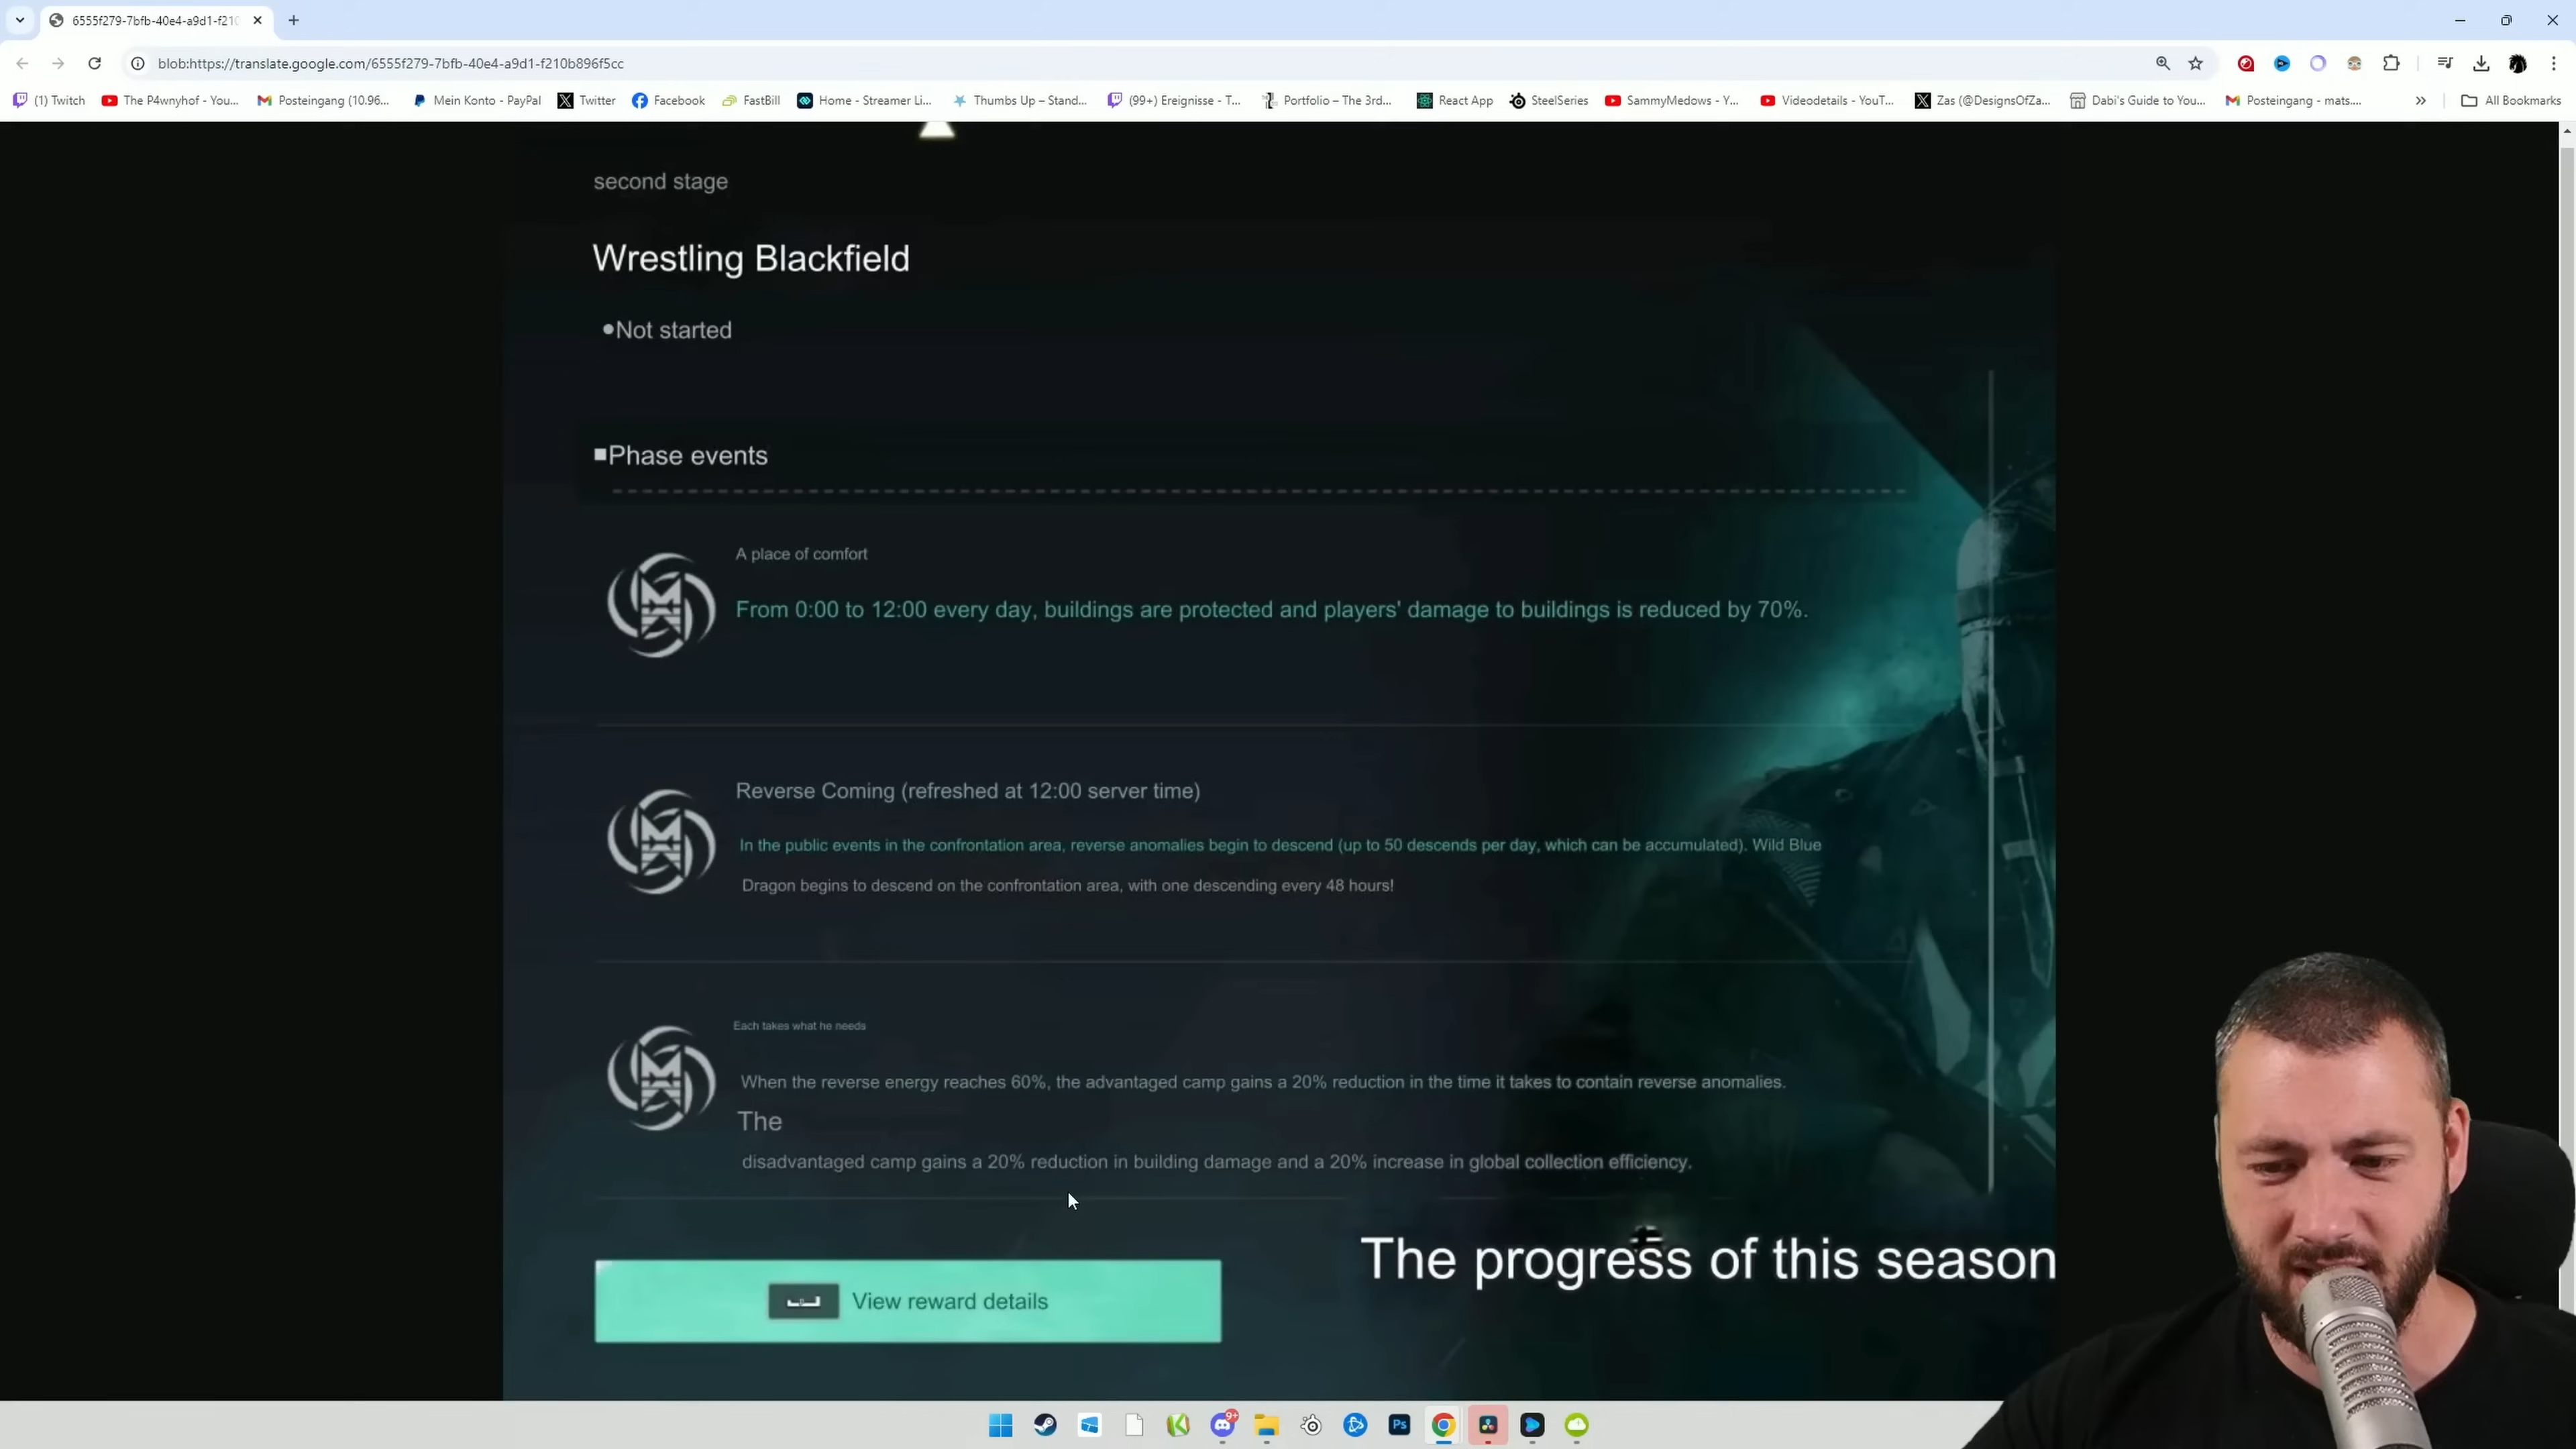 6555f279-7bfb-40e4-a9d1-f210
blob:https://translate.google.com/6555f279-7bfb-40e4-a9d1-f210b896f5cc
(1) Twitch
The P4wnyhof - You...
Posteingang (10.96...
Mein Konto - PayPal
Twitter
Facebook
FastBill
Home - Streamer Li...
Thumbs Up – Stand...
(99+) Ereignisse - T...
Portfolio – The 3rd...
React App
SteelSeries
SammyMedows - Y...
Videodetails - YouT...
Zas (@DesignsOfZa...
Dabi's Guide to You...
Posteingang - mats....
All Bookmarks
second stage
Wrestling Blackfield
●Not started
■Phase events
A place of comfort
From 0:00 to 12:00 every day, buildings are protected and players' damage to buildings is reduced by 70%.
Reverse Coming (refreshed at 12:00 server time)
In the public events in the confrontation area, reverse anomalies begin to descend (up to 50 descends per day, which can be accumulated). Wild Blue
Dragon begins to descend on the confrontation area, with one descending every 48 hours!
Each takes what he needs
When the reverse energy reaches 60%, the advantaged camp gains a 20% reduction in the time it takes to contain reverse anomalies.
The
disadvantaged camp gains a 20% reduction in building damage and a 20% increase in global collection efficiency.
The progress of this season
View reward details
9+
Ps